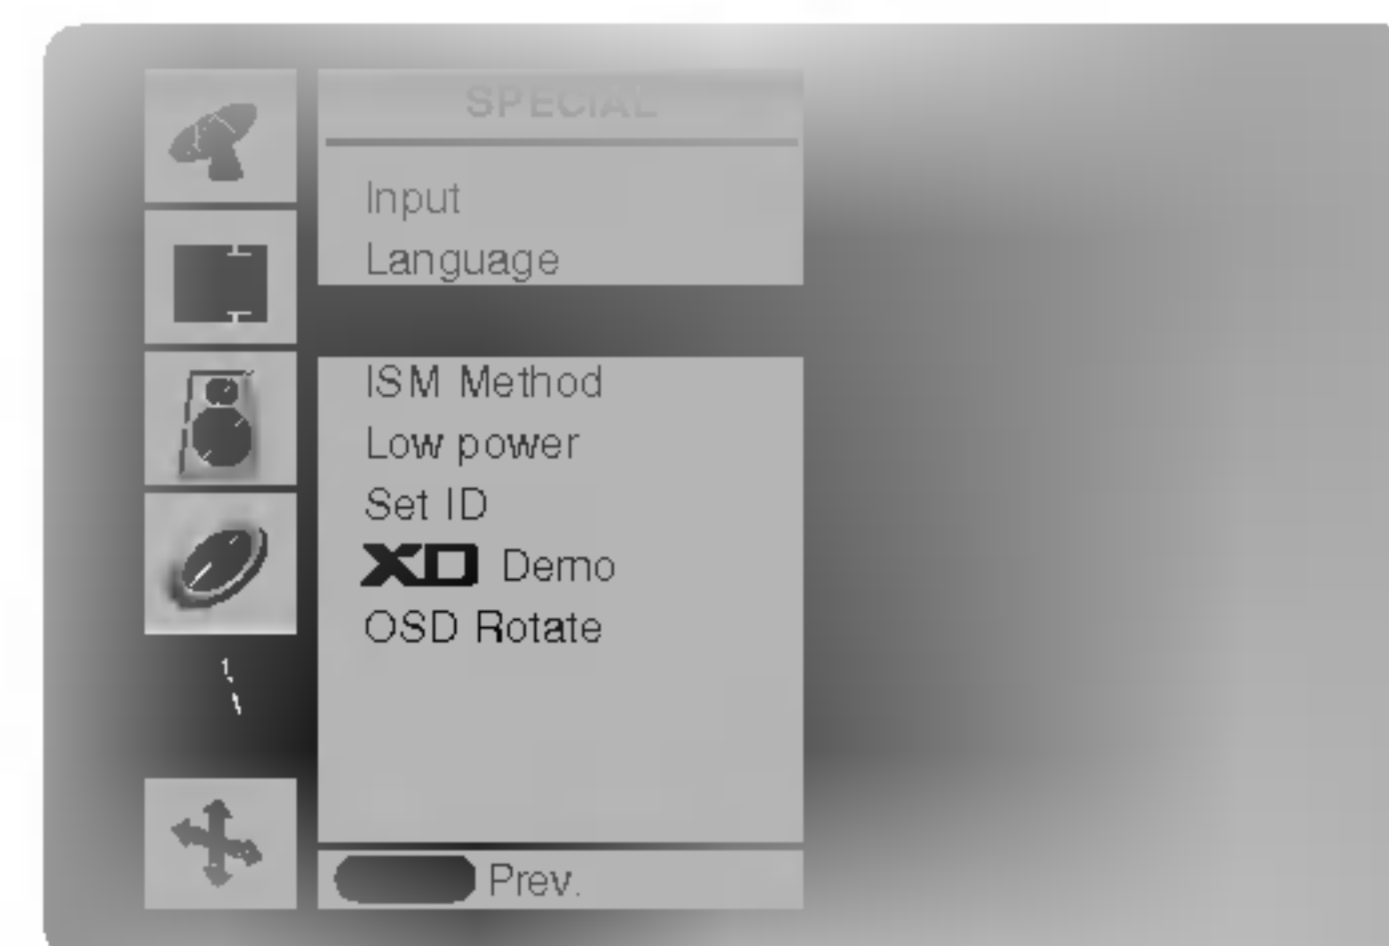 SPECIAL
Input
Language
ISM Method
Low power
Set ID
XD Demo
OSD Rotate
Prev.